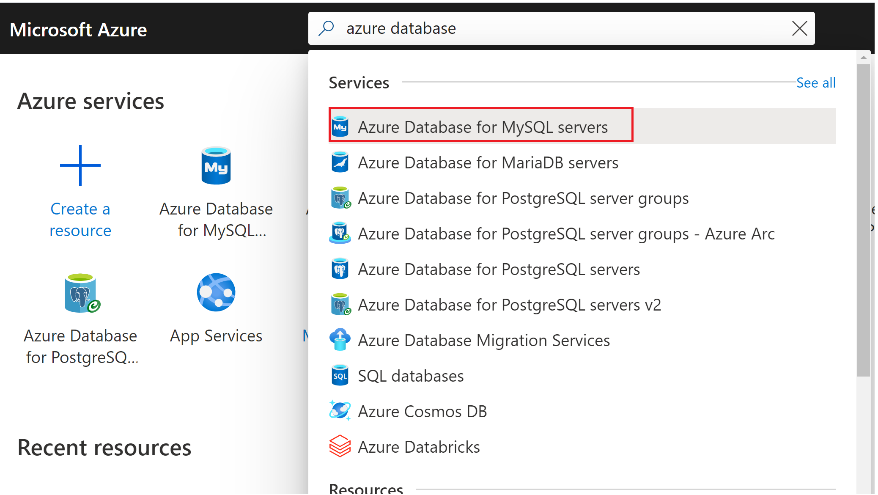 Microsoft Azure
azure database
Azure services
Create a
resource
Azure Database
for MySQL...
Azure Database
for PostgreSQ...
App Services
Recent resources
Services
See all
My Azure Database for MySQL servers
Azure Database for MariaDB servers
Azure Database for PostgreSQL server groups
Azure Database for PostgreSQL server groups - Azure Arc
Azure Database for PostgreSQL servers
Azure Database for PostgreSQL servers v2
Azure Database Migration Services
SQL SQL databases
Azure Cosmos DB
Azure Databricks
Resources